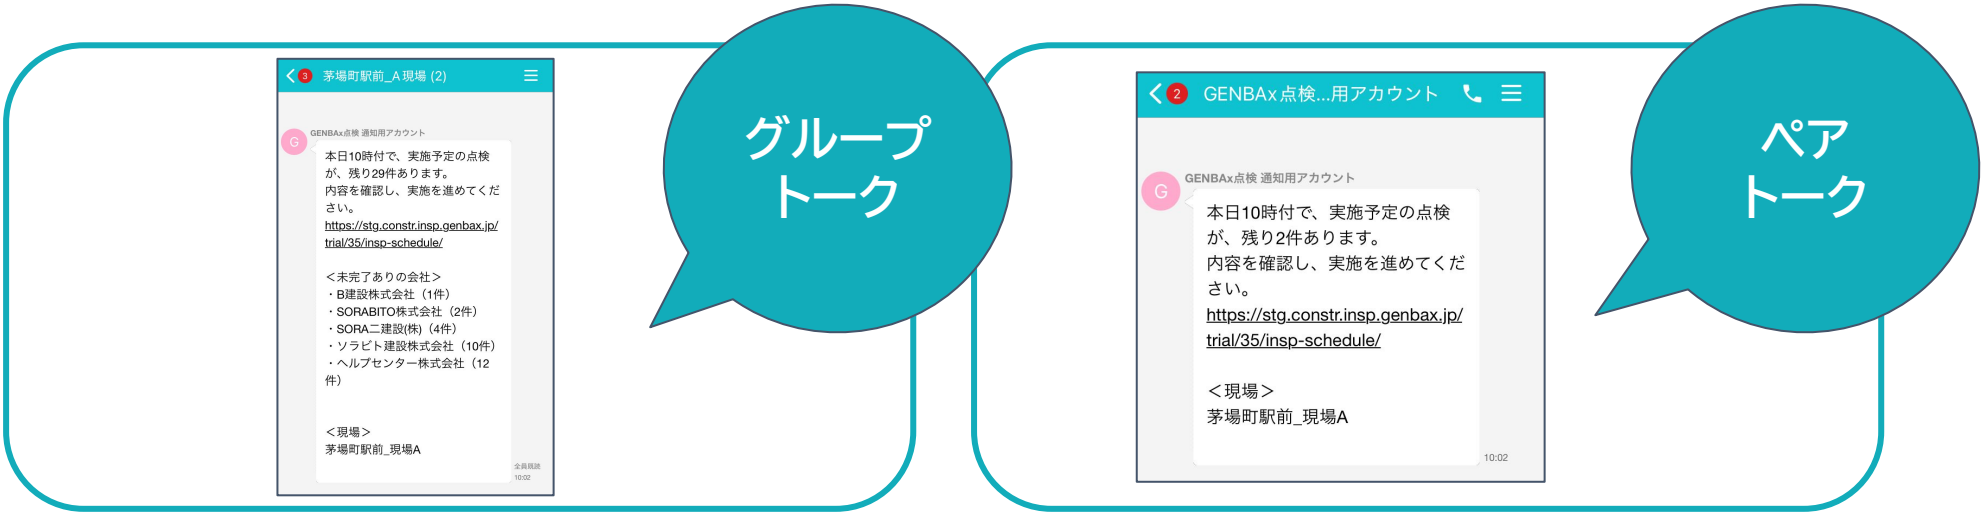 3 茅場町駅前_A現場 (2)
GENBAx点検 通知用アカウント
G
本日10時付で、実施予定の点検
が、残り29件あります。
内容を確認し、実施を進めてくだ
さい。
https://stg.constr.insp.genbax.jp/
trial/35/insp-schedule/
＜未完了ありの会社＞
・B建設株式会社（1件）
・SORABITO株式会社（2件）
・SORA二建設(株)（4件）
・ソラビト建設株式会社（10件）
・ヘルプセンター株式会社（12
件）
＜現場＞
茅場町駅前_現場A
全員既読
10:02
グループ
トーク
2 GENBAx点検...用アカウント
GENBAx点検 通知用アカウント
G
本日10時付で、実施予定の点検
が、残り2件あります。
内容を確認し、実施を進めてくだ
さい。
https://stg.constr.insp.genbax.jp/
trial/35/insp-schedule/
＜現場＞
茅場町駅前_現場A
10:02
ペア
トーク